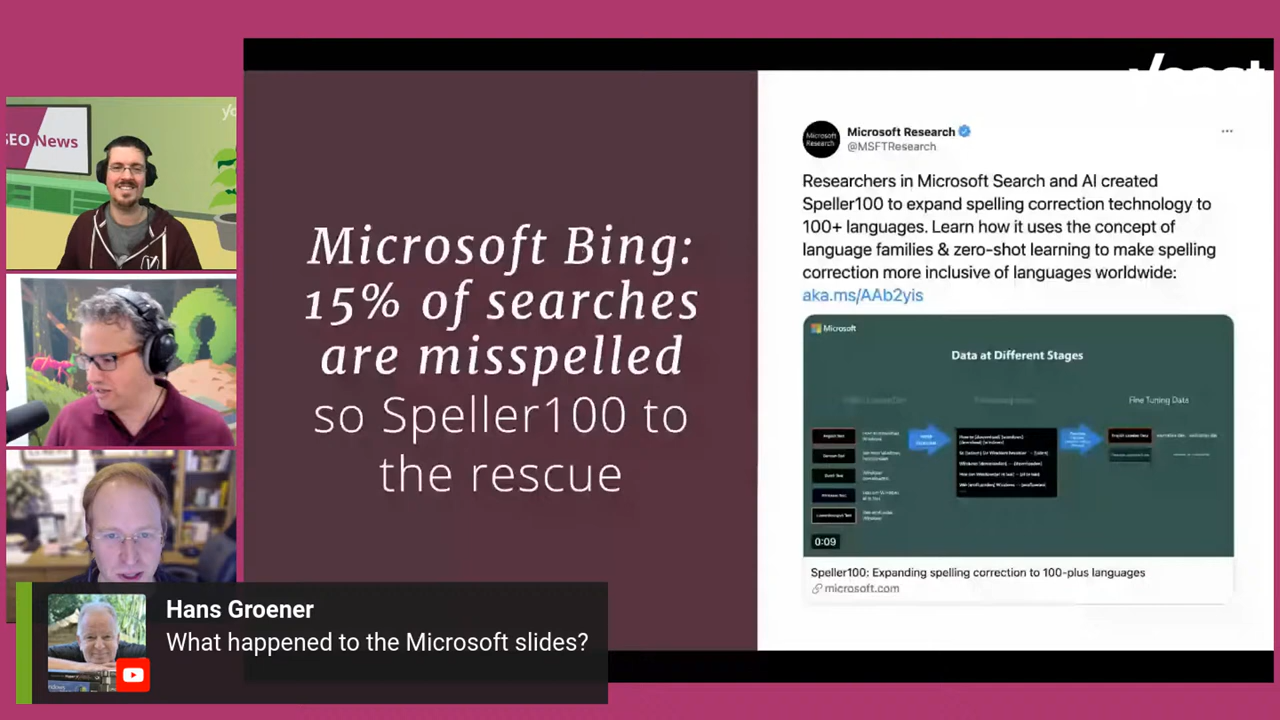 yoast
SEO News
Microsoft Bing:
15% of searches
are misspelled
so Speller100 to
the rescue
Microsoft
Research
Microsoft Research
@MSFTResearch
Researchers in Microsoft Search and AI created
Speller100 to expand spelling correction technology to
100+ languages. Learn how it uses the concept of
language families & zero-shot learning to make spelling
correction more inclusive of languages worldwide:
aka.ms/AAb2yis
Microsoft
Data at Different Stages
Fine Tuning Data
0:09
Speller100: Expanding spelling correction to 100-plus languages
microsoft.com
Hans Groener
What happened to the Microsoft slides?